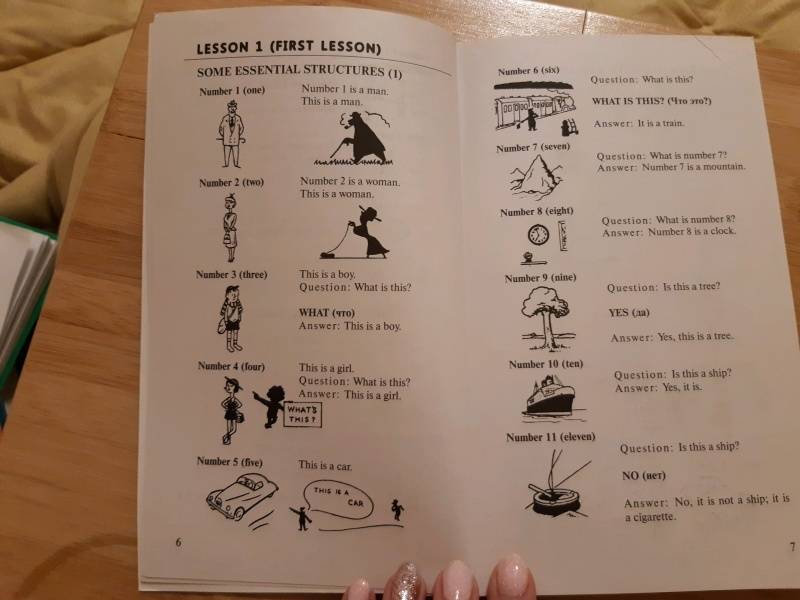 LESSON 1 (FIRST LESSON)
SOME ESSENTIAL STRUCTURES (1)
Number 1 (one)
Number 1 is a man.
This is a man.
Number 2 (two)
Number 2 is a woman.
This is a woman.
Number 3 (three)
This is a boy.
Question: What is this?
WHAT (что)
Answer: This is a boy.
Number 4 (four)
This is a girl.
Question: What is this?
Answer: This is a girl.
WHAT'S
THIS?
Number 5 (five)
This is a car.
THIS IS A
CAR
6
Number 6 (six)
Question: What is this?
WHAT IS THIS? (Что это?)
Answer: It is a train.
Number 7 (seven)
Question: What is number 7?
Answer: Number 7 is a mountain.
Number 8 (eight)
Question: What is number 8?
Answer: Number 8 is a clock.
Number 9 (nine)
Question: Is this a tree?
YES (да)
Answer: Yes, this is a tree.
Number 10 (ten)
Question: Is this a ship?
Answer: Yes, it is.
Number 11 (eleven)
Question: Is this a ship?
NO (нет)
Answer: No, it is not a ship; it is
a cigarette.
7